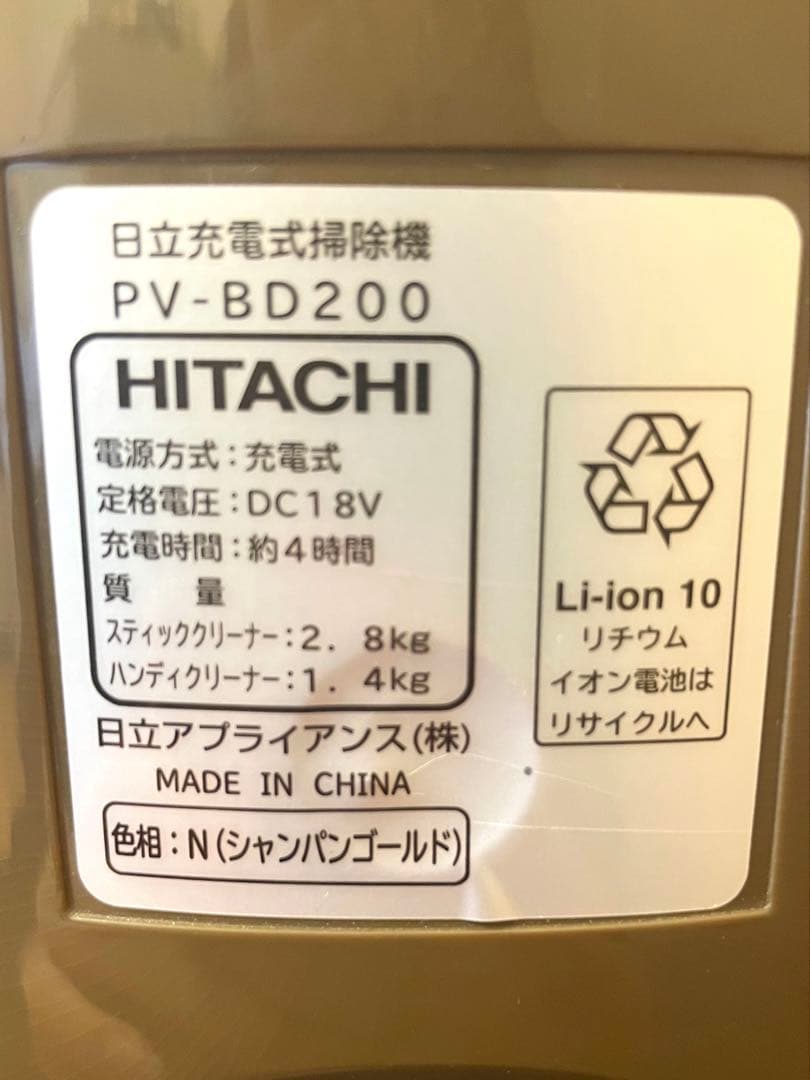 日立充電式掃除機
PV-BD200
HITACHI
電源方式：充電式
定格電圧：DC18V
充電時間：約4時間
質　　量
スティッククリーナー：2．8kg
ハンディクリーナー：1．4kg
日立アプライアンス(株)
MADE IN CHINA
色相：N(シャンパンゴールド)
Li-ion 10
リチウム
イオン電池は
リサイクルへ